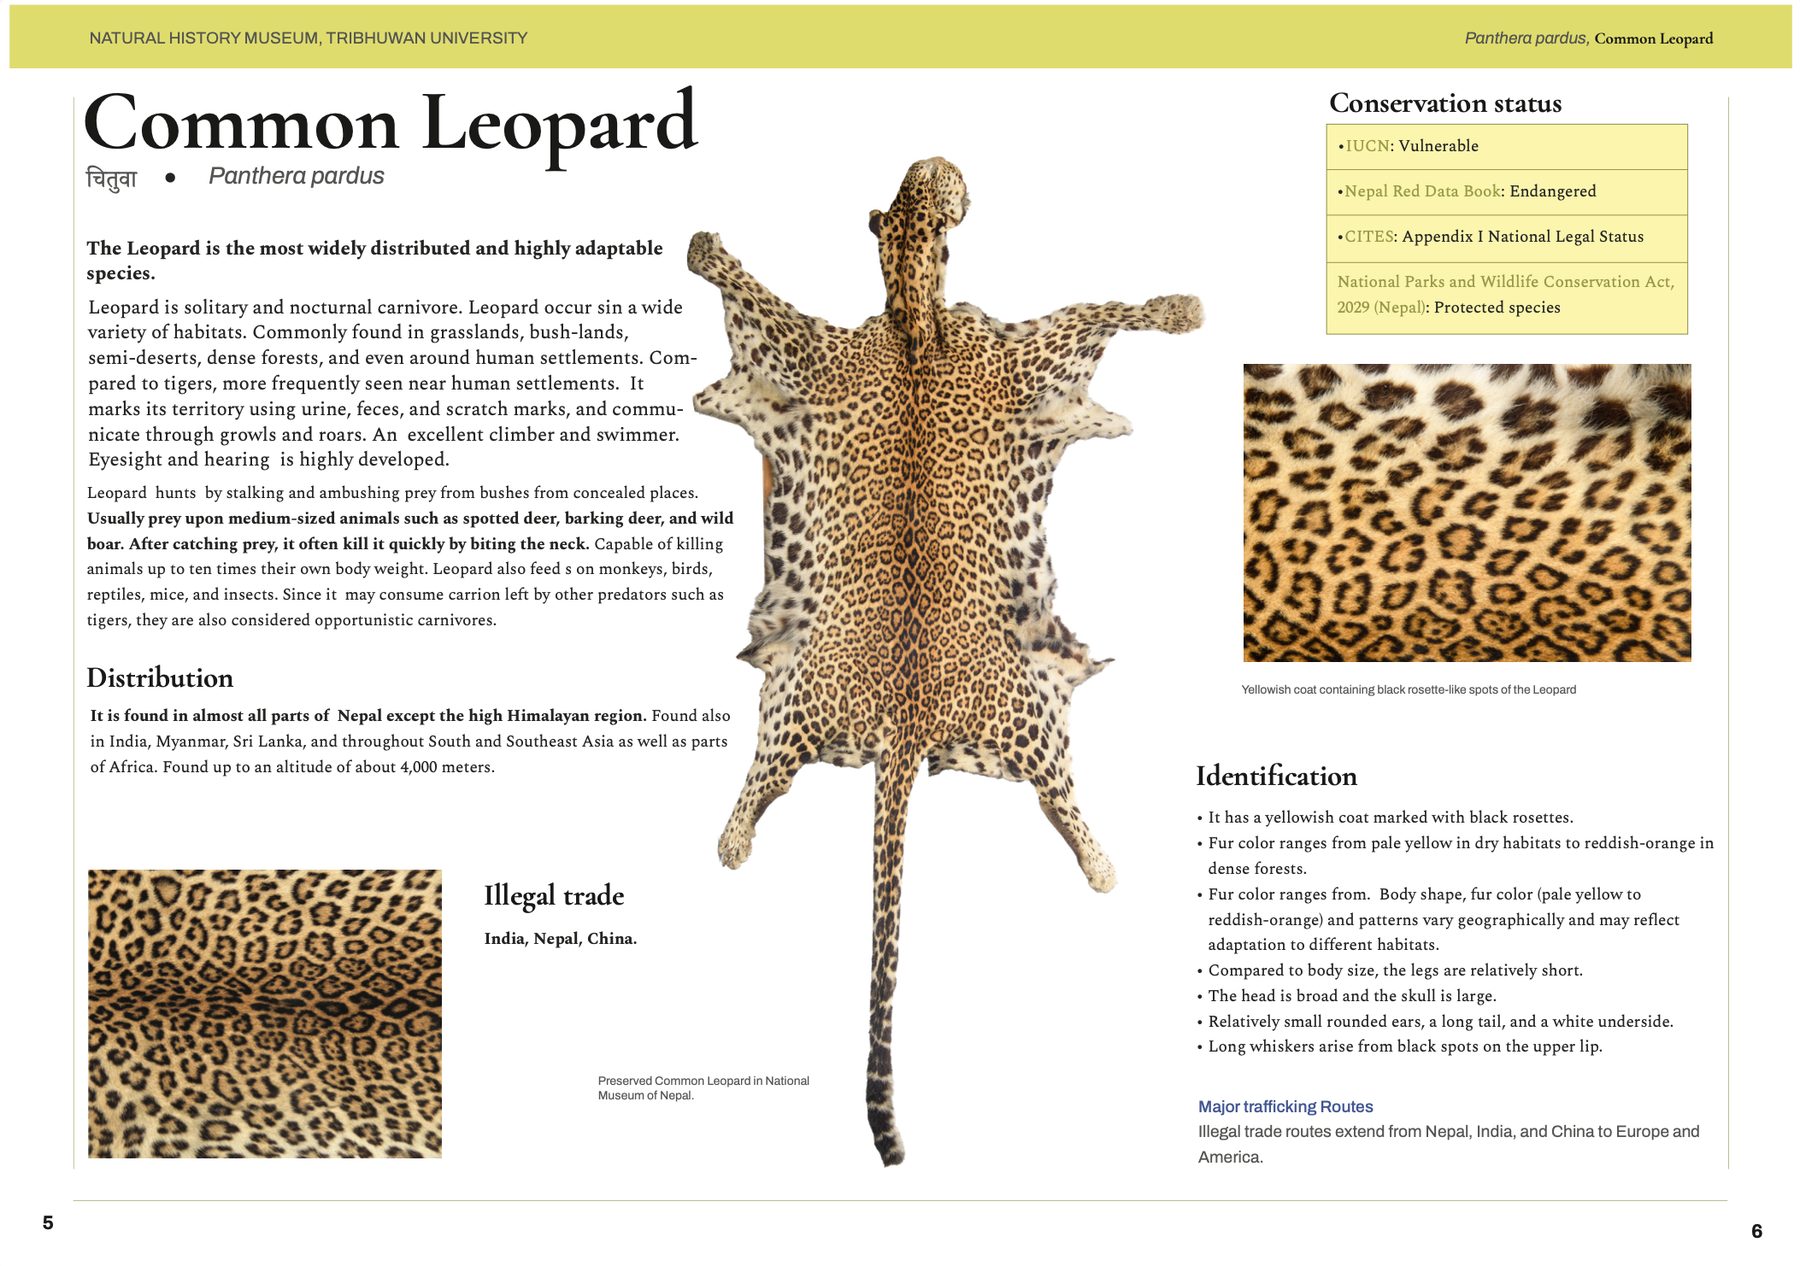 NATURAL HISTORY MUSEUM, TRIBHUWAN UNIVERSITY
Panthera pardus, Common Leopard
Common Leopard
चितुवा • Panthera pardus
The Leopard is the most widely distributed and highly adaptable
species.
Leopard is solitary and nocturnal carnivore. Leopard occur sin a wide
variety of habitats. Commonly found in grasslands, bush-lands,
semi-deserts, dense forests, and even around human settlements. Com-
pared to tigers, more frequently seen near human settlements. It
marks its territory using urine, feces, and scratch marks, and commu-
nicate through growls and roars. An excellent climber and swimmer.
Eyesight and hearing is highly developed.
Leopard hunts by stalking and ambushing prey from bushes from concealed places.
Usually prey upon medium-sized animals such as spotted deer, barking deer, and wild
boar. After catching prey, it often kill it quickly by biting the neck. Capable of killing
animals up to ten times their own body weight. Leopard also feed s on monkeys, birds,
reptiles, mice, and insects. Since it may consume carrion left by other predators such as
tigers, they are also considered opportunistic carnivores.
Distribution
It is found in almost all parts of Nepal except the high Himalayan region. Found also
in India, Myanmar, Sri Lanka, and throughout South and Southeast Asia as well as parts
of Africa. Found up to an altitude of about 4,000 meters.
Illegal trade
India, Nepal, China.
Preserved Common Leopard in National
Museum of Nepal.
Conservation status
•IUCN: Vulnerable
•Nepal Red Data Book: Endangered
•CITES: Appendix I National Legal Status
National Parks and Wildlife Conservation Act,
2029 (Nepal): Protected species
Yellowish coat containing black rosette-like spots of the Leopard
Identification
• It has a yellowish coat marked with black rosettes.
• Fur color ranges from pale yellow in dry habitats to reddish-orange in
dense forests.
• Fur color ranges from. Body shape, fur color (pale yellow to
reddish-orange) and patterns vary geographically and may reflect
adaptation to different habitats.
• Compared to body size, the legs are relatively short.
• The head is broad and the skull is large.
• Relatively small rounded ears, a long tail, and a white underside.
• Long whiskers arise from black spots on the upper lip.
Major trafficking Routes
Illegal trade routes extend from Nepal, India, and China to Europe and
America.
5
6